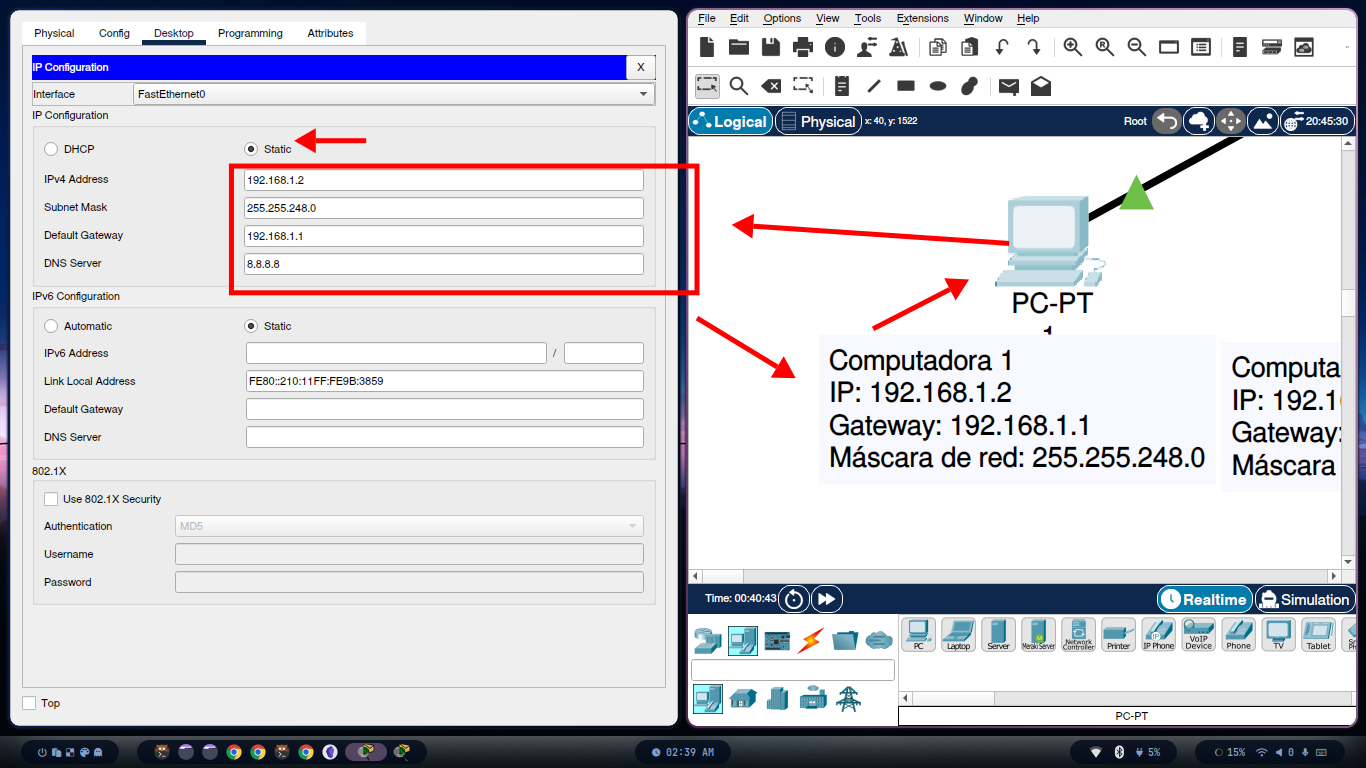 Physical Config Desktop Programming Attributes
IP Configuration X
Interface FastEthernet0
IP Configuration
DHCP Static
IPv4 Address 192.168.1.2
Subnet Mask 255.255.248.0
Default Gateway 192.168.1.1
DNS Server 8.8.8.8
IPv6 Configuration
Automatic Static
IPv6 Address /
Link Local Address FE80::210:11FF:FE9B:3859
Default Gateway
DNS Server
802.1X
Use 802.1X Security
Authentication MD5
Username
Password
Top
File Edit Options View Tools Extensions Window Help
Logical Physical x: 40, y: 1522 Root 20:45:30
PC-PT
1
Computadora 1
IP: 192.168.1.2
Gateway: 192.168.1.1
Máscara de red: 255.255.248.0
Computa
IP: 192.1
Gateway:
Máscara
Time: 00:40:43 Realtime Simulation
PC Laptop Server Meraki Server Network Controller Printer IP Phone VoIP Device Phone TV Tablet
PC-PT
02:39 AM 5% 15% 0